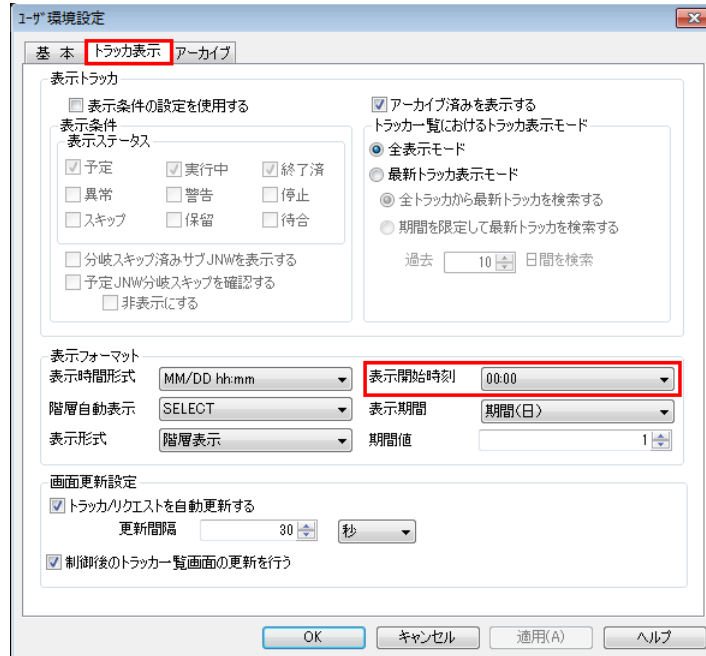 ユーザ環境設定
基 本 トラッカ表示 アーカイブ
表示トラッカ
表示条件の設定を使用する
表示条件
表示ステータス
予定 実行中 終了済
異常 警告 停止
スキップ 保留 待合
分岐スキップ済みサブJNWを表示する
予定JNW分岐スキップを確認する
非表示にする
アーカイブ済みを表示する
トラッカ一覧におけるトラッカ表示モード
全表示モード
最新トラッカ表示モード
全トラッカから最新トラッカを検索する
期間を限定して最新トラッカを検索する
過去 10 日間を検索
表示フォーマット
表示時間形式 MM/DD hh:mm 表示開始時刻 00:00
階層自動表示 SELECT 表示期間 期間(日)
表示形式 階層表示 期間値 1
画面更新設定
トラッカ/リクエストを自動更新する
更新間隔 30 秒
制御後のトラッカ一覧画面の更新を行う
OK キャンセル 適用(A) ヘルプ